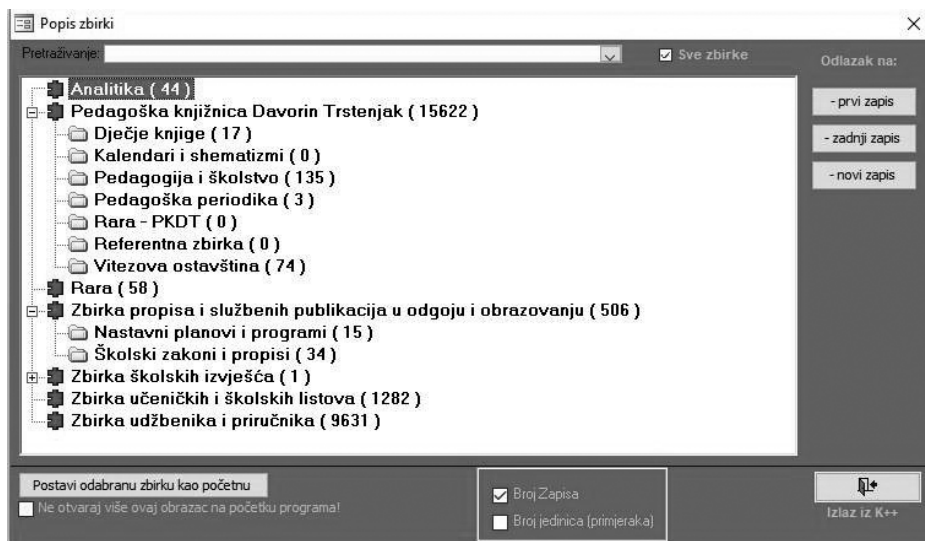 Popis zbirki
Pretraživanje:
Sve zbirke
Odlazak na:
Analitika ( 44 )
Pedagoška knjižnica Davorin Trstenjak ( 15622 )
Dječje knjige ( 17 )
Kalendari i shematizmi ( 0 )
Pedagogija i školstvo ( 135 )
Pedagoška periodika ( 3 )
Rara - PKDT ( 0 )
Referentna zbirka ( 0 )
Vitezova ostavština ( 74 )
Rara ( 58 )
Zbirka propisa i službenih publikacija u odgoju i obrazovanju ( 506 )
Nastavni planovi i programi ( 15 )
Školski zakoni i propisi ( 34 )
Zbirka školskih izvješća ( 1 )
Zbirka učeničkih i školskih listova ( 1282 )
Zbirka udžbenika i priručnika ( 9631 )
- prvi zapis
- zadnji zapis
- novi zapis
Postavi odabranu zbirku kao početnu
Ne otvaraj više ovaj obrazac na početku programa!
Broj Zapisa
Broj jedinica (primjeraka)
Izlaz iz K++